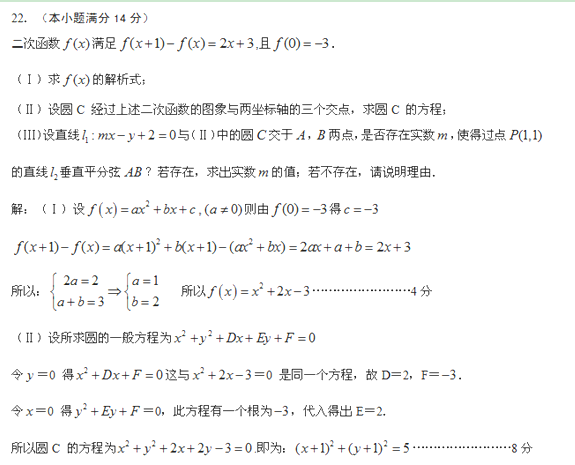 22. （本小题满分 14 分）
二次函数 f(x)满足 f(x+1)− f(x)= 2x+3,且 f(0)=−3.
（Ⅰ）求 f(x)的解析式;
（Ⅱ）设圆 C 经过上述二次函数的图象与两坐标轴的三个交点，求圆 C 的方程；
(Ⅲ)设直线 l₁ : mx− y+2=0与(Ⅱ)中的圆 C交于 A，B 两点,是否存在实数 m , 使得过点 P(1,1)
的直线 l₂垂直平分弦 AB？若存在，求出实数 m 的值；若不存在，请说明理由.
解：（Ⅰ）设 f(x)=ax²+bx+c , (a≠0)则由 f(0)=−3得 c=−3
f(x+1)− f(x)= a(x+1)²+b(x+1)−(ax²+bx)=2ax+a+b=2x+3
所以：{2a=2 a+b=3 ⇒ {a=1 b=2 所以 f(x)=x²+2x−3························4 分
（Ⅱ）设所求圆的一般方程为 x²+y²+Dx+Ey+F=0
令 y＝0 得 x²+Dx+F=0这与 x²+2x−3＝0 是同一个方程，故 D＝2，F＝−3．
令 x＝0 得 y²+Ey+F＝0，此方程有一个根为−3，代入得出 E＝2.
所以圆 C 的方程为 x²+y²+2x+2y−3=0.即为：(x+1)²+(y+1)²=5························8 分